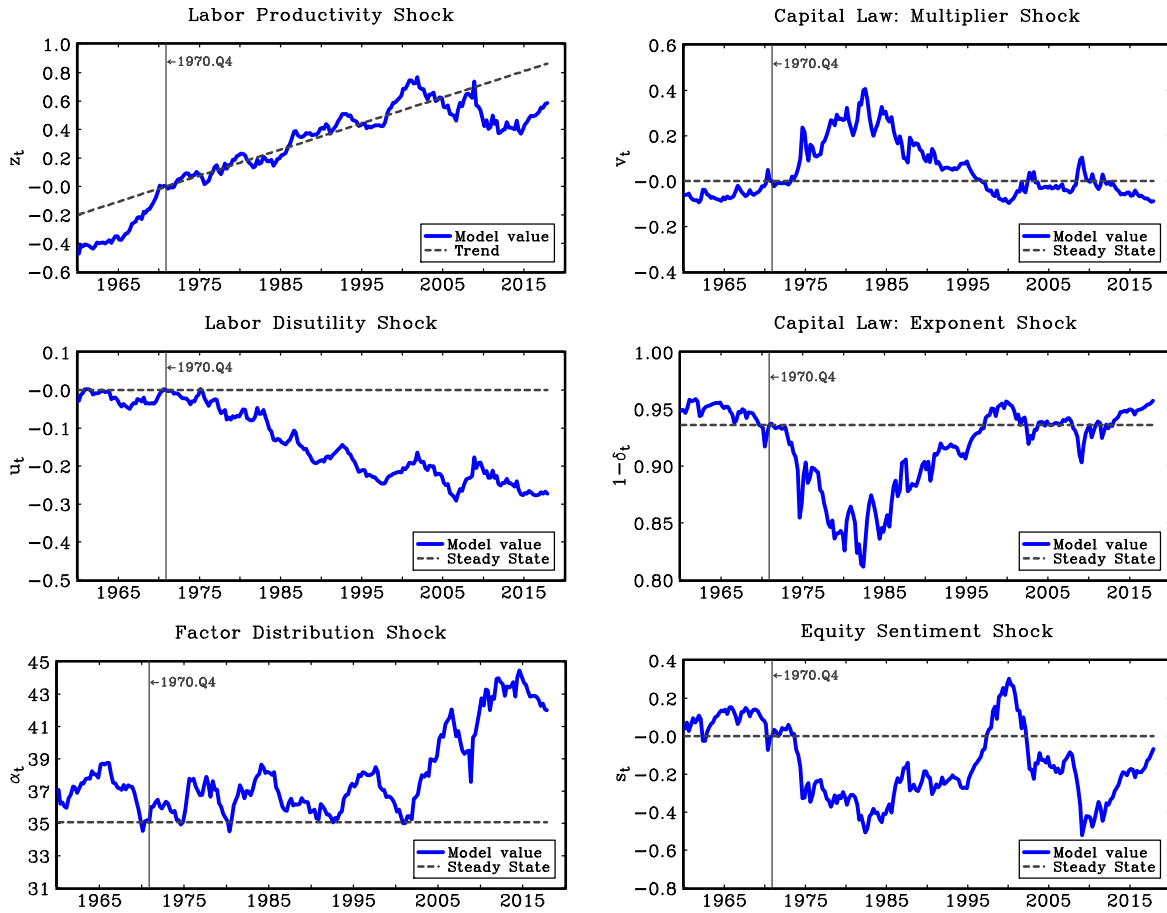 Labor Productivity Shock
1.0
0.8
0.6
0.4
0.2
-0.0
-0.2
-0.4
-0.6
z_t
←1970.Q4
Model value
Trend
1965 1975 1985 1995 2005 2015
Capital Law: Multiplier Shock
0.6
0.4
0.2
-0.0
-0.2
-0.4
v_t
←1970.Q4
Model value
Steady State
1965 1975 1985 1995 2005 2015
Labor Disutility Shock
0.1
-0.0
-0.1
-0.2
-0.3
-0.4
-0.5
u_t
←1970.Q4
Model value
Steady State
1965 1975 1985 1995 2005 2015
Capital Law: Exponent Shock
1.00
0.95
0.90
0.85
0.80
1-δ_t
←1970.Q4
Model value
Steady State
1965 1975 1985 1995 2005 2015
Factor Distribution Shock
45
43
41
39
37
35
33
31
α_t
←1970.Q4
Model value
Steady State
1965 1975 1985 1995 2005 2015
Equity Sentiment Shock
0.4
0.2
-0.0
-0.2
-0.4
-0.6
-0.8
s_t
←1970.Q4
Model value
Steady State
1965 1975 1985 1995 2005 2015